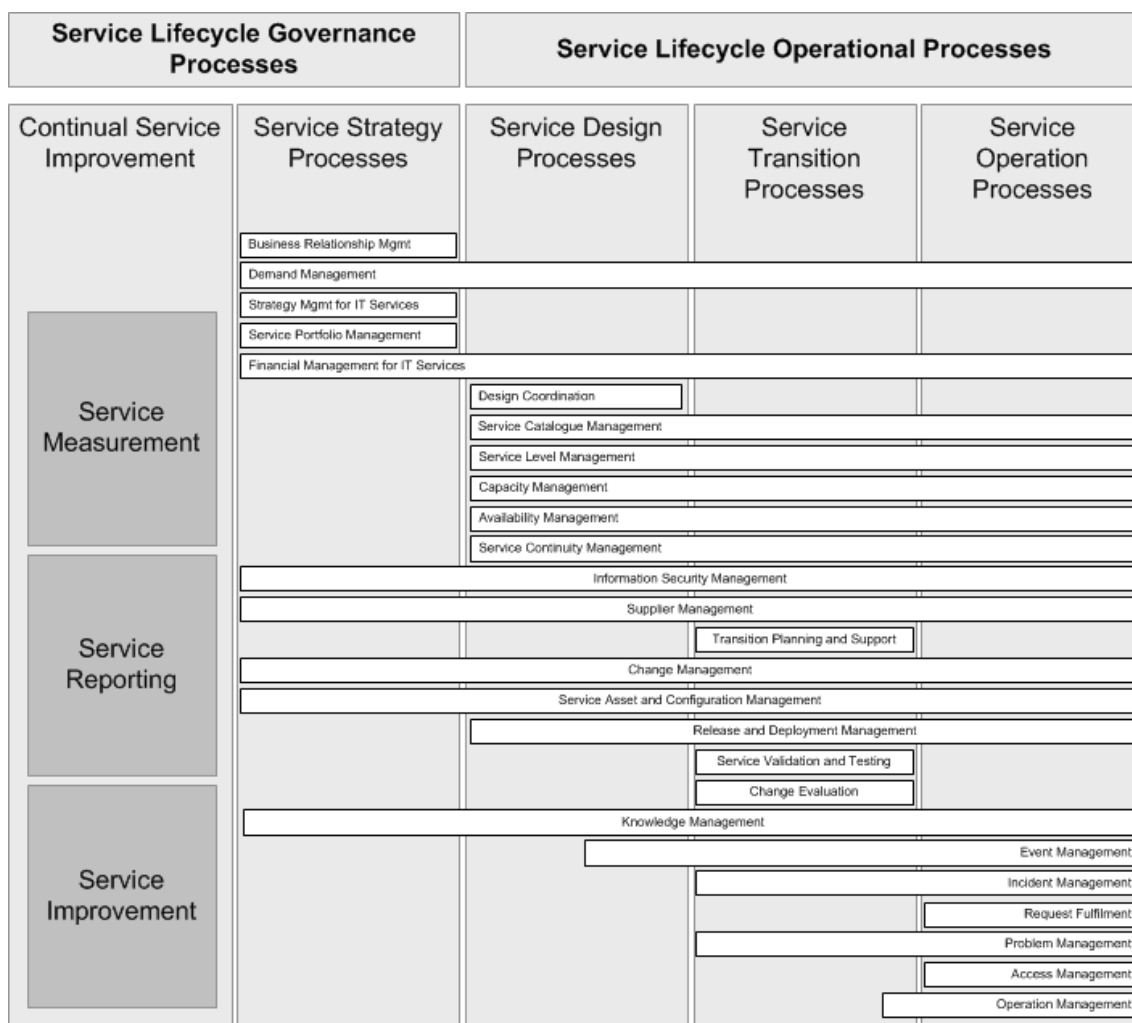 Service Lifecycle Governance
Processes
Service Lifecycle Operational Processes
Continual Service
Improvement
Service Strategy
Processes
Service Design
Processes
Service
Transition
Processes
Service
Operation
Processes
Business Relationship Mgmt
Demand Management
Strategy Mgmt for IT Services
Service Portfolio Management
Financial Management for IT Services
Service
Measurement
Design Coordination
Service Catalogue Management
Service Level Management
Capacity Management
Availability Management
Service Continuity Management
Information Security Management
Supplier Management
Service
Reporting
Transition Planning and Support
Change Management
Service Asset and Configuration Management
Release and Deployment Management
Service Validation and Testing
Change Evaluation
Knowledge Management
Service
Improvement
Event Management
Incident Management
Request Fulfilment
Problem Management
Access Management
Operation Management